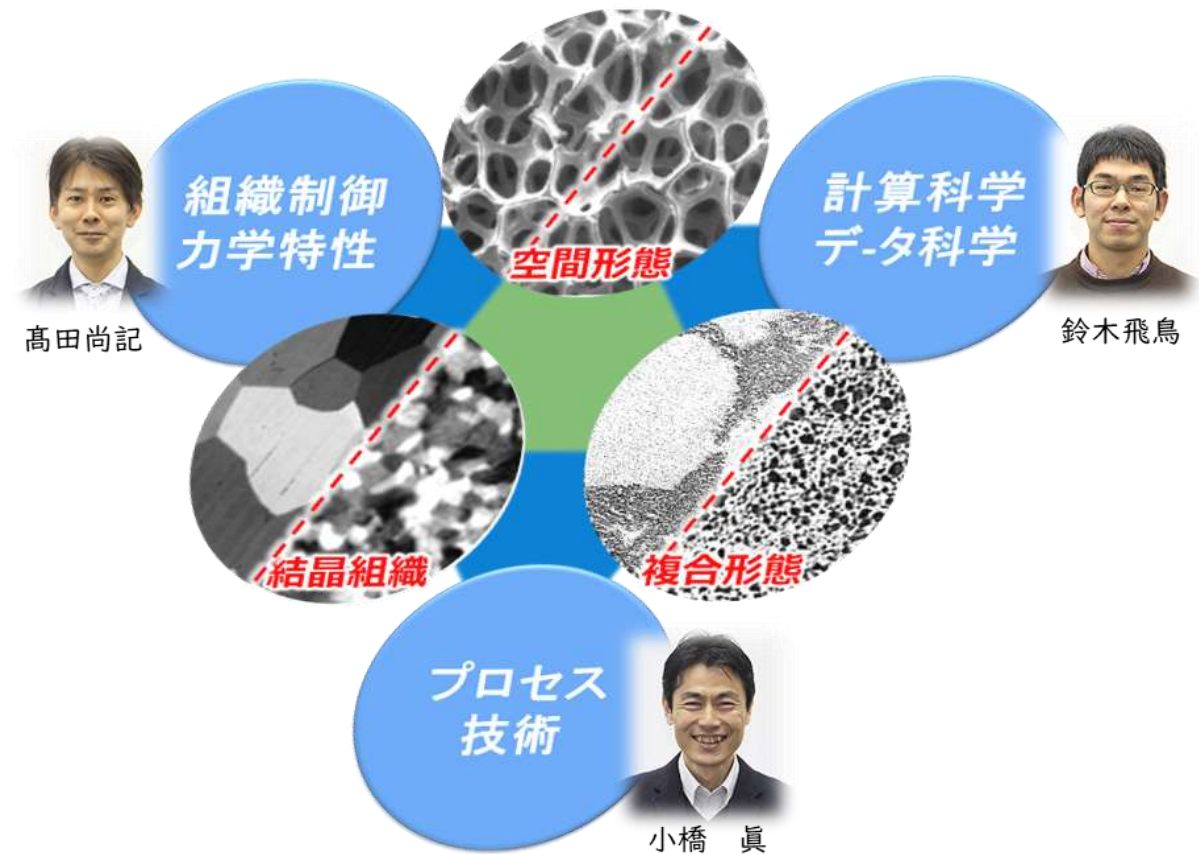 組織制御
力学特性
空間形態
計算科学
データ科学
髙田尚記
鈴木飛鳥
結晶組織
複合形態
プロセス
技術
小橋　眞